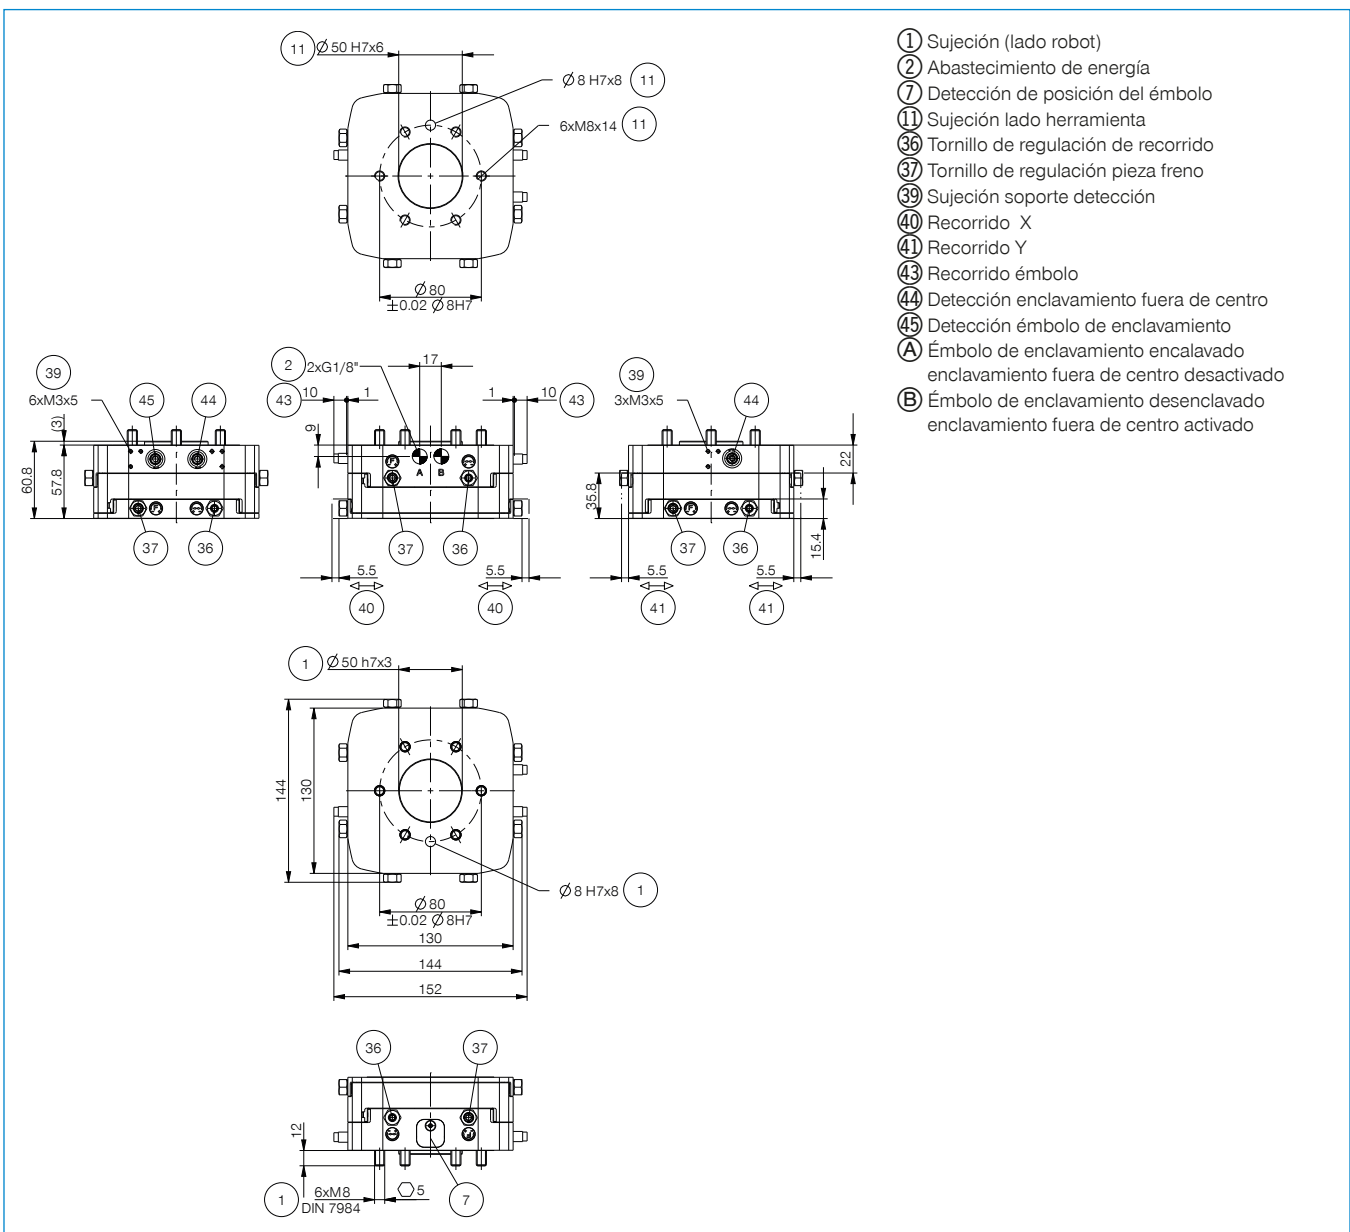 11 Ø 50 H7x6
Ø 8 H7x8 11
6xM8x14 11
Ø 80
±0.02 Ø 8H7
1 Sujeción (lado robot)
2 Abastecimiento de energía
7 Detección de posición del émbolo
11 Sujeción lado herramienta
36 Tornillo de regulación de recorrido
37 Tornillo de regulación pieza freno
39 Sujeción soporte detección
40 Recorrido X
41 Recorrido Y
43 Recorrido émbolo
44 Detección enclavamiento fuera de centro
45 Detección émbolo de enclavamiento
A Émbolo de enclavamiento encalavado
enclavamiento fuera de centro desactivado
B Émbolo de enclavamiento desenclavado
enclavamiento fuera de centro activado
39
6xM3x5
45
44
(3)
60.8
57.8
37
36
2 2xG1/8"
17
43 10 1
1 10 43
9
A B
37
36
5.5
5.5
40
40
39
3xM3x5
44
22
35.8
15.4
37
36
5.5
5.5
41
41
1 Ø 50 h7x3
144
130
Ø 8 H7x8 1
Ø 80
±0.02 Ø 8H7
130
144
152
36
37
12
1 6xM8
DIN 7984
5
7